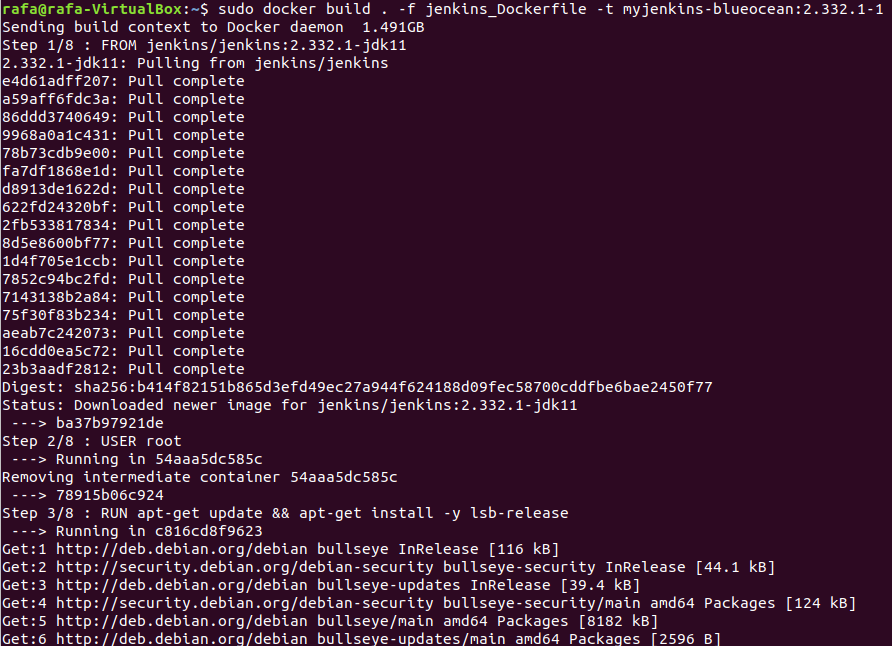 rafa@rafa-VirtualBox:~$ sudo docker build . -f jenkins_Dockerfile -t myjenkins-blueocean:2.332.1-1
Sending build context to Docker daemon  1.491GB
Step 1/8 : FROM jenkins/jenkins:2.332.1-jdk11
2.332.1-jdk11: Pulling from jenkins/jenkins
e4d61adff207: Pull complete
a59aff6fdc3a: Pull complete
86ddd3740649: Pull complete
9968a0a1c431: Pull complete
78b73cdb9e00: Pull complete
fa7df1868e1d: Pull complete
d8913de1622d: Pull complete
622fd24320bf: Pull complete
2fb533817834: Pull complete
8d5e8600bf77: Pull complete
1d4f705e1ccb: Pull complete
7852c94bc2fd: Pull complete
7143138b2a84: Pull complete
75f30f83b234: Pull complete
aeab7c242073: Pull complete
16cdd0ea5c72: Pull complete
23b3aadf2812: Pull complete
Digest: sha256:b414f82151b865d3efd49ec27a944f624188d09fec58700cddfbe6bae2450f77
Status: Downloaded newer image for jenkins/jenkins:2.332.1-jdk11
 ---> ba37b97921de
Step 2/8 : USER root
 ---> Running in 54aaa5dc585c
Removing intermediate container 54aaa5dc585c
 ---> 78915b06c924
Step 3/8 : RUN apt-get update && apt-get install -y lsb-release
 ---> Running in c816cd8f9623
Get:1 http://deb.debian.org/debian bullseye InRelease [116 kB]
Get:2 http://security.debian.org/debian-security bullseye-security InRelease [44.1 kB]
Get:3 http://deb.debian.org/debian bullseye-updates InRelease [39.4 kB]
Get:4 http://security.debian.org/debian-security bullseye-security/main amd64 Packages [124 kB]
Get:5 http://deb.debian.org/debian bullseye/main amd64 Packages [8182 kB]
Get:6 http://deb.debian.org/debian bullseye-updates/main amd64 Packages [2596 B]